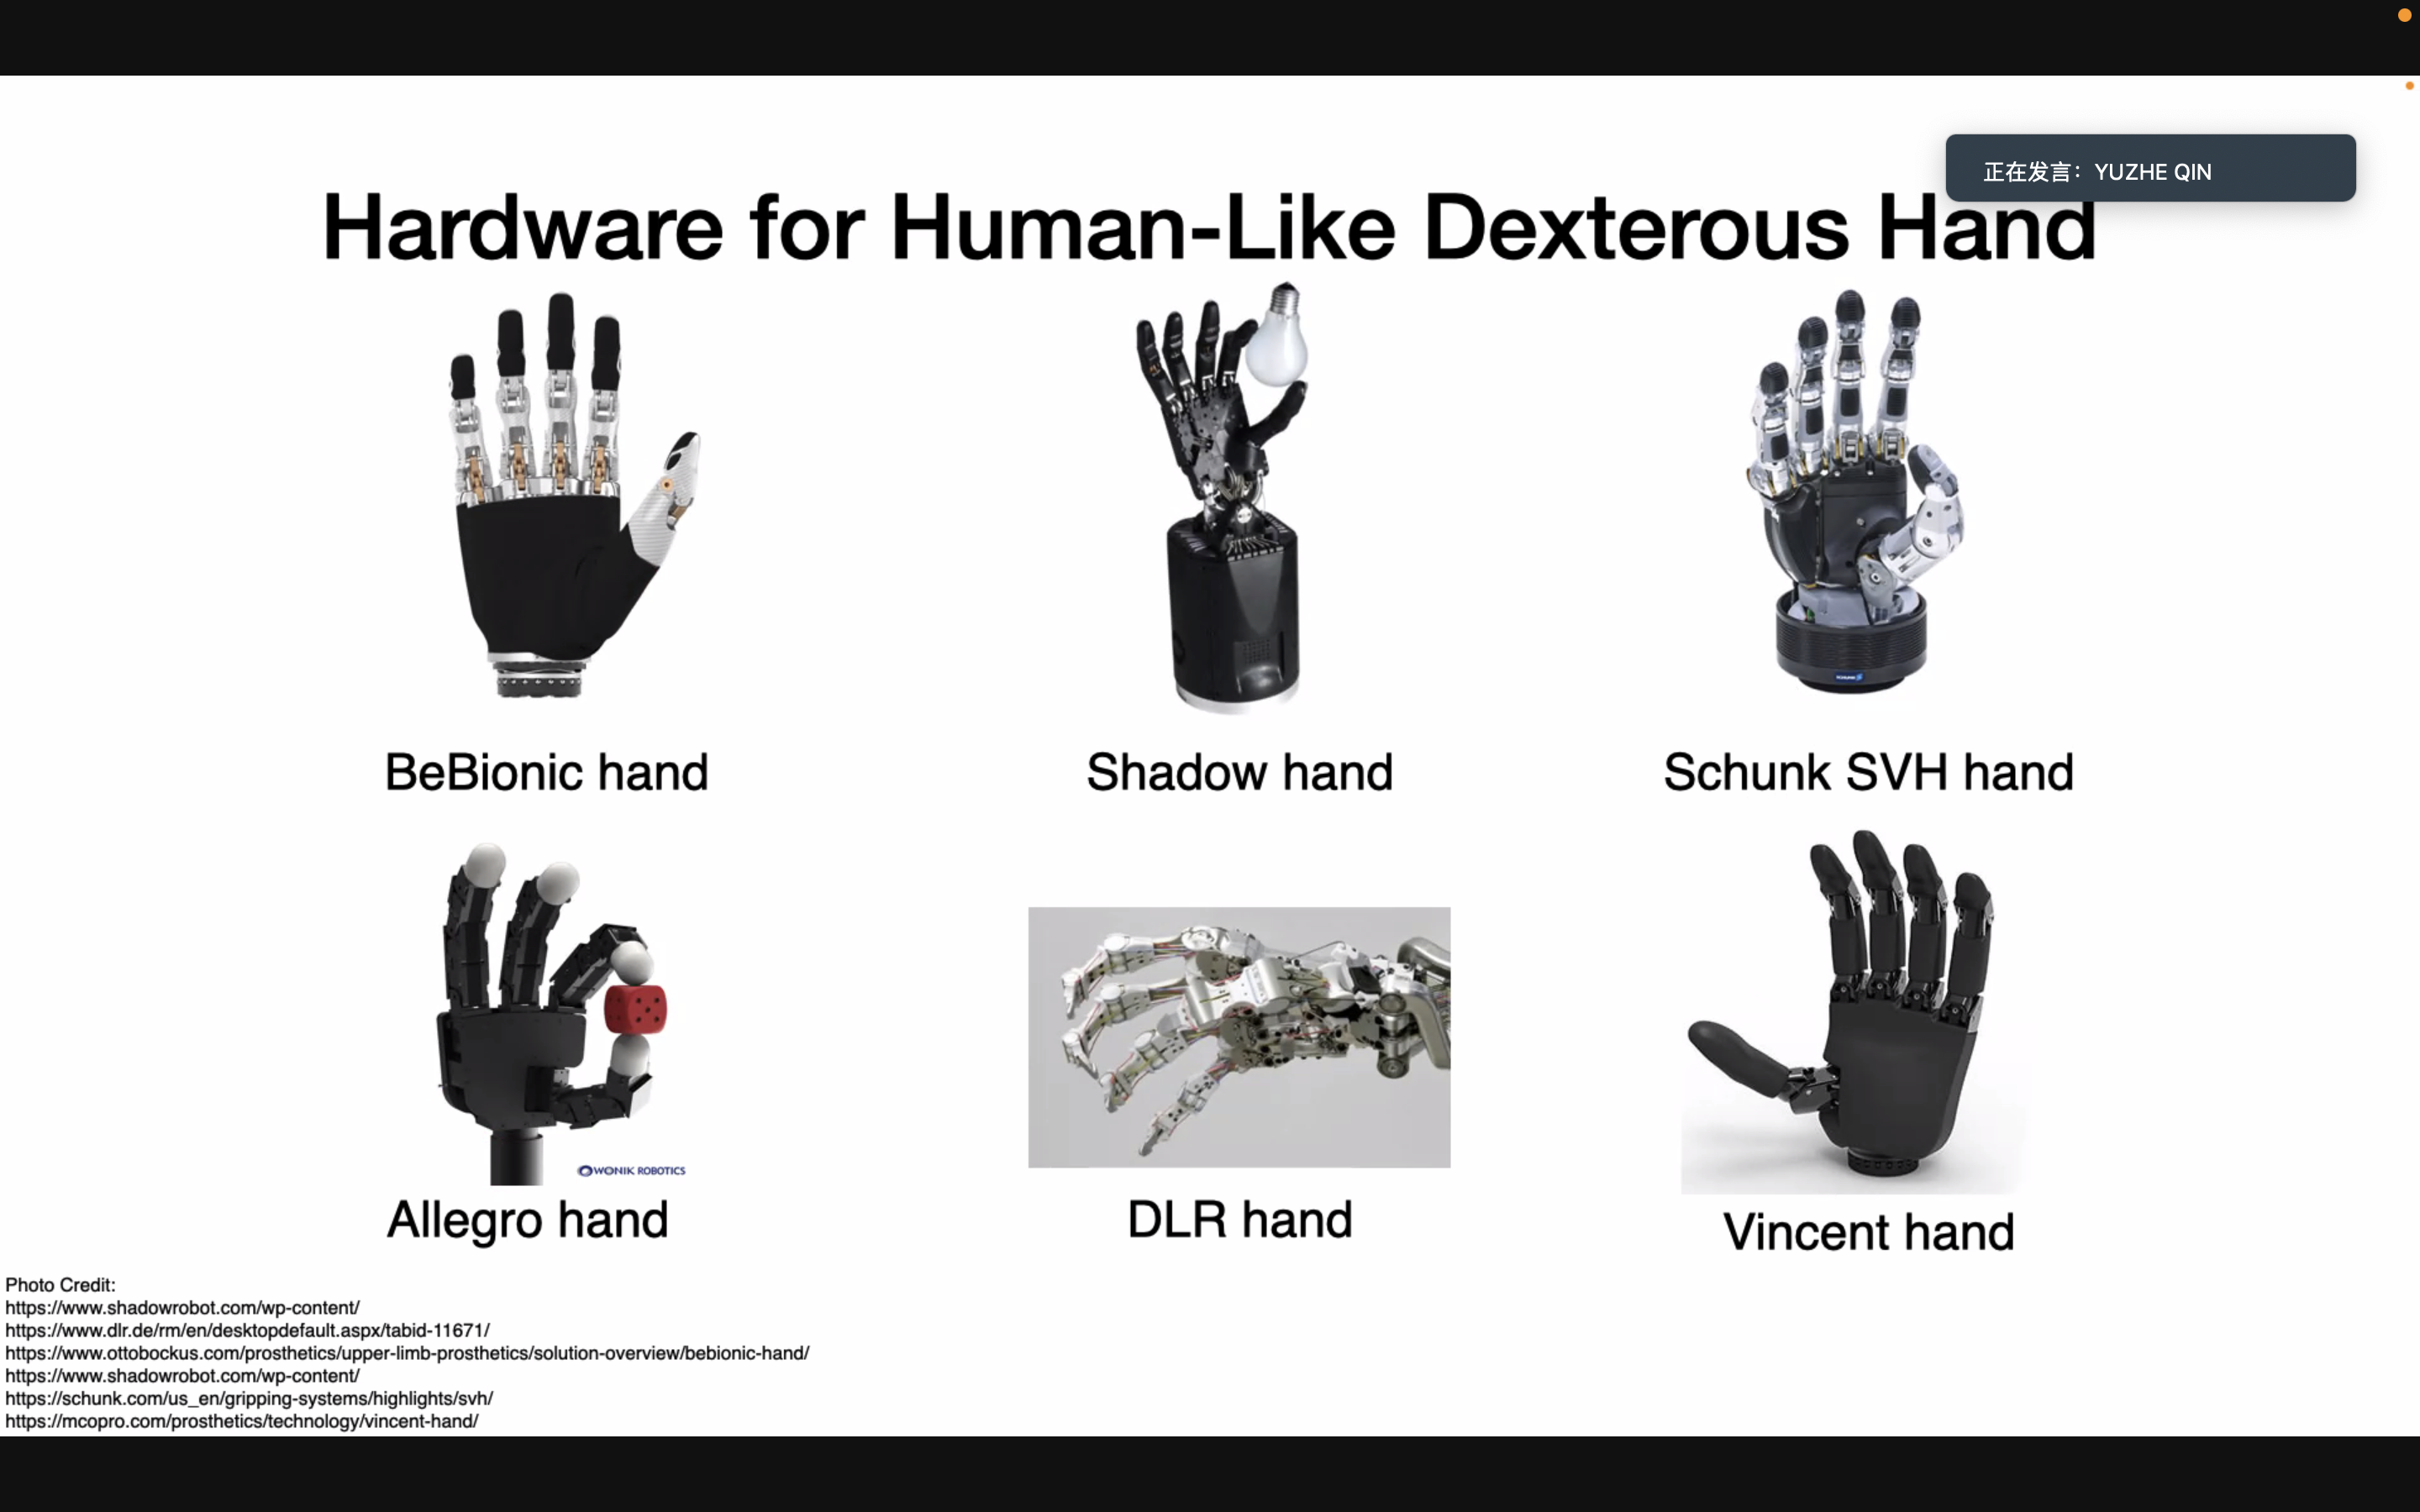 正在发言：YUZHE QIN
Hardware for Human-Like Dexterous Hand
BeBionic hand
Shadow hand
Schunk SVH hand
SCHUNK
WONIK ROBOTICS
Allegro hand
DLR hand
Vincent hand
Photo Credit:
https://www.shadowrobot.com/wp-content/
https://www.dlr.de/rm/en/desktopdefault.aspx/tabid-11671/
https://www.ottobockus.com/prosthetics/upper-limb-prosthetics/solution-overview/bebionic-hand/
https://www.shadowrobot.com/wp-content/
https://schunk.com/us_en/gripping-systems/highlights/svh/
https://mcopro.com/prosthetics/technology/vincent-hand/